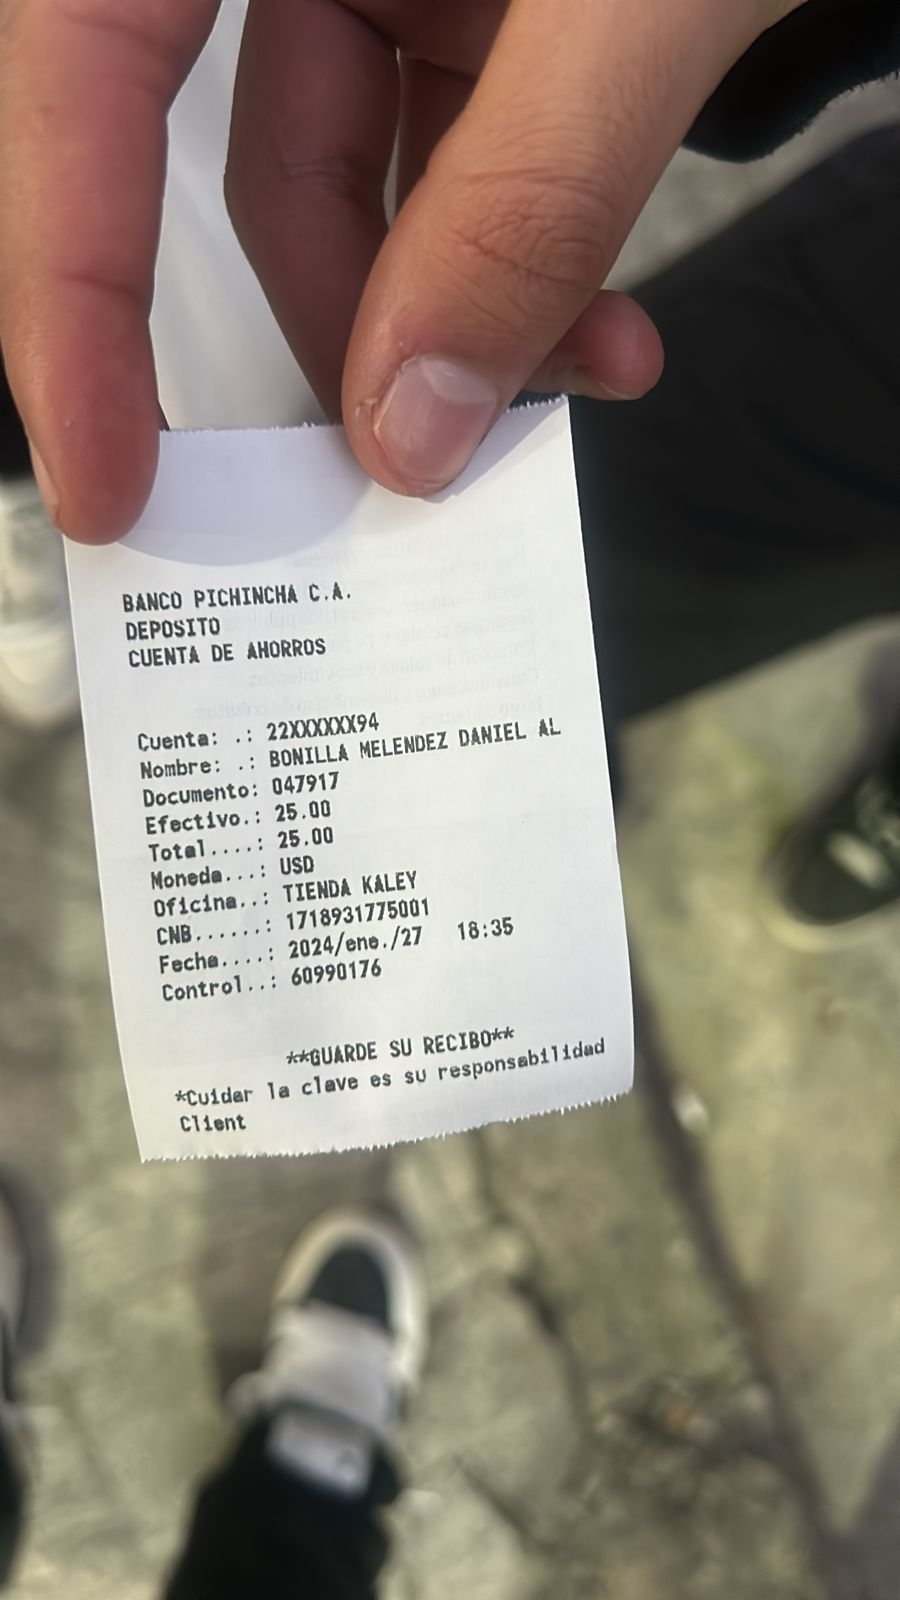 BANCO PICHINCHA C.A.
DEPOSITO
CUENTA DE AHORROS
Cuenta: .: 22XXXXXX94
Nombre: .: BONILLA MELENDEZ DANIEL AL
Documento: 047917
Efectivo.: 25.00
Total....: 25.00
Moneda...: USD
Oficina..: TIENDA KALEY
CNB......: 1718931775001
Fecha....: 2024/ene./27 18:35
Control..: 60990176
**GUARDE SU RECIBO**
*Cuidar la clave es su responsabilidad
Client